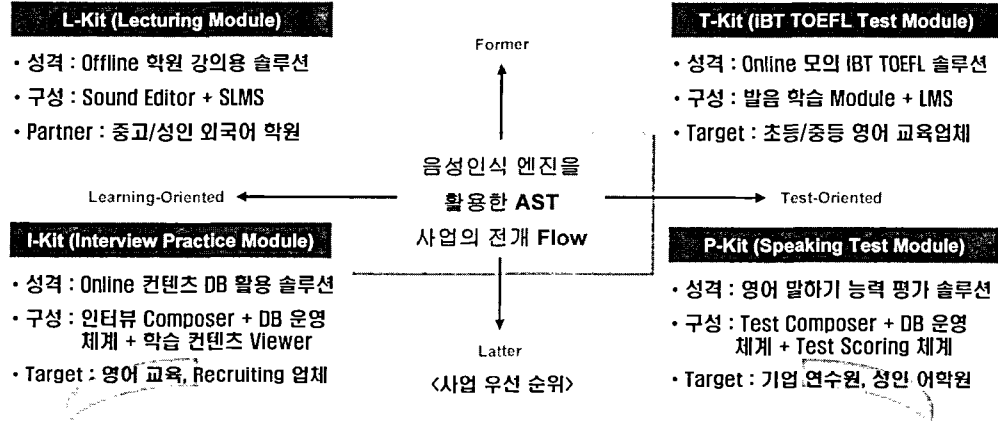 L-Kit (Lecturing Module)
• 성격 : Offline 학원 강의용 솔루션
• 구성 : Sound Editor + SLMS
• Partner : 중고/성인 외국어 학원
Former
T-Kit (iBT TOEFL Test Module)
• 성격 : Online 모의 iBT TOEFL 솔루션
• 구성 : 발음 학습 Module + LMS
• Target : 초등/중등 영어 교육업체
Learning-Oriented
음성인식 엔진을
활용한 AST
사업의 전개 Flow
Test-Oriented
I-Kit (Interview Practice Module)
• 성격 : Online 컨텐츠 DB 활용 솔루션
• 구성 : 인터뷰 Composer + DB 운영
체계 + 학습 컨텐츠 Viewer
• Target : 영어 교육, Recruiting 업체
Latter
<사업 우선 순위>
P-Kit (Speaking Test Module)
• 성격 : 영어 말하기 능력 평가 솔루션
• 구성 : Test Composer + DB 운영
체계 + Test Scoring 체계
• Target : 기업 연수원, 성인 어학원